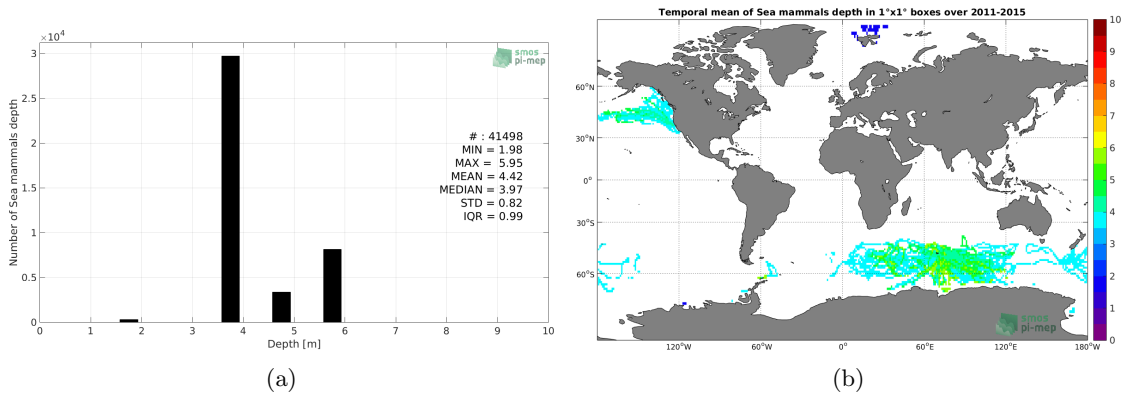 ×10⁴
3
2.5
2
1.5
1
0.5
0
Number of Sea mammals depth
smos
pi-mep
# : 41498
MIN = 1.98
MAX = 5.95
MEAN = 4.42
MEDIAN = 3.97
STD = 0.82
IQR = 0.99
0 1 2 3 4 5 6 7 8 9 10
Depth [m]
(a)
Temporal mean of Sea mammals depth in 1°x1° boxes over 2011-2015
60°N
30°N
0°
30°S
60°S
smos
pi-mep
120°W 60°W 0° 60°E 120°E 180°W
10
9
8
7
6
5
4
3
2
1
0
(b)